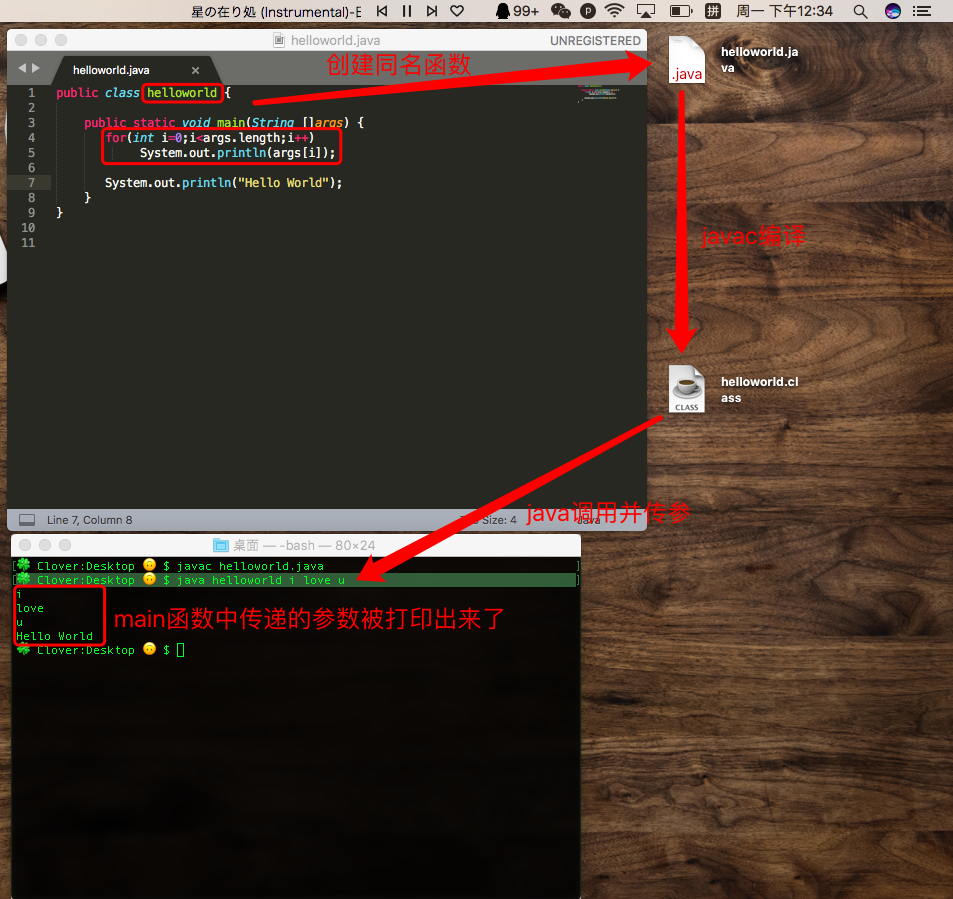 星の在り処 (Instrumental)-E
99+
周一 下午12:34
helloworld.java
UNREGISTERED
helloworld.java
创建同名函数
1 public class helloworld {
2
3 public static void main(String []args) {
4 for(int i=0;i<args.length;i++)
5 System.out.println(args[i]);
6
7 System.out.println("Hello World");
8 }
9 }
10
11
.java
helloworld.ja
va
javac编译
CLASS
helloworld.cl
ass
java调用并传参
Line 7, Column 8
Size: 4
Java
桌面 — -bash — 80×24
[ Clover:Desktop $ javac helloworld.java ]
[ Clover:Desktop $ java helloworld i love u ]
i
love
u
Hello World
main函数中传递的参数被打印出来了
Clover:Desktop $